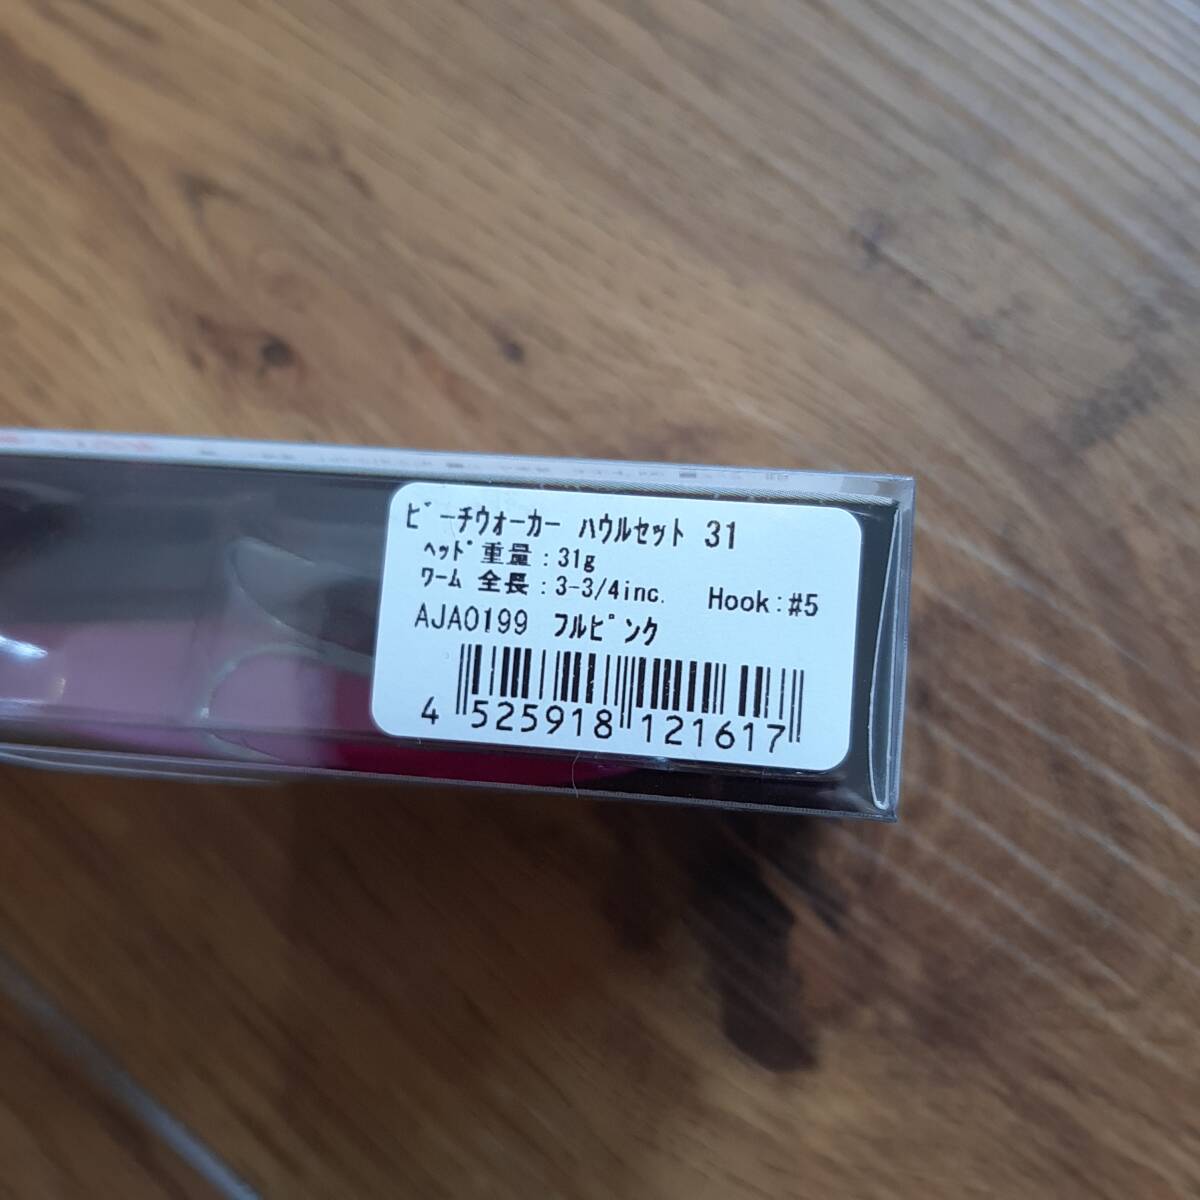 ﾋﾞｰﾁｳｫｰｶｰ ﾊｳﾙｾｯﾄ 31
ﾍｯﾄﾞ重量:31g
ﾜｰﾑ 全長:3-3/4inc. Hook:#5
AJA0199 ﾌﾙﾋﾟﾝｸ
4 525918 121617